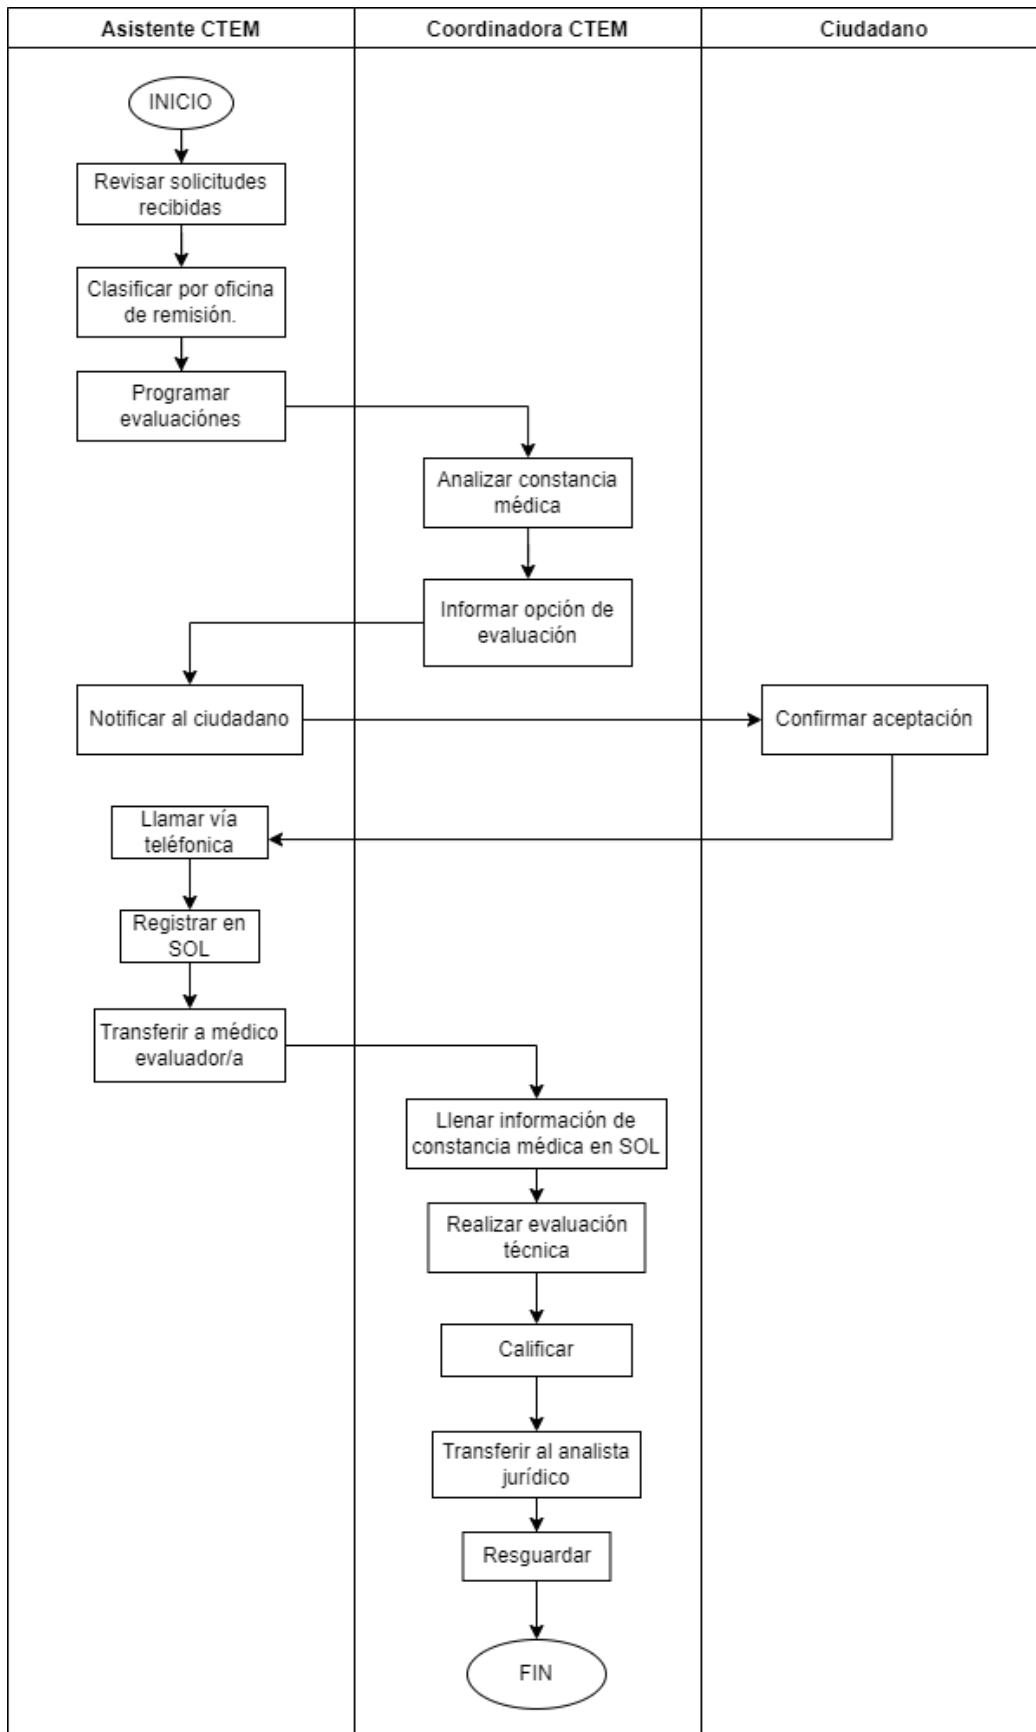 Asistente CTEM
Coordinadora CTEM
Ciudadano
INICIO
Revisar solicitudes
recibidas
Clasificar por oficina
de remisión.
Programar
evaluaciónes
Analizar constancia
médica
Informar opción de
evaluación
Notificar al ciudadano
Confirmar aceptación
Llamar vía
teléfonica
Registrar en
SOL
Transferir a médico
evaluador/a
Llenar información de
constancia médica en SOL
Realizar evaluación
técnica
Calificar
Transferir al analista
jurídico
Resguardar
FIN